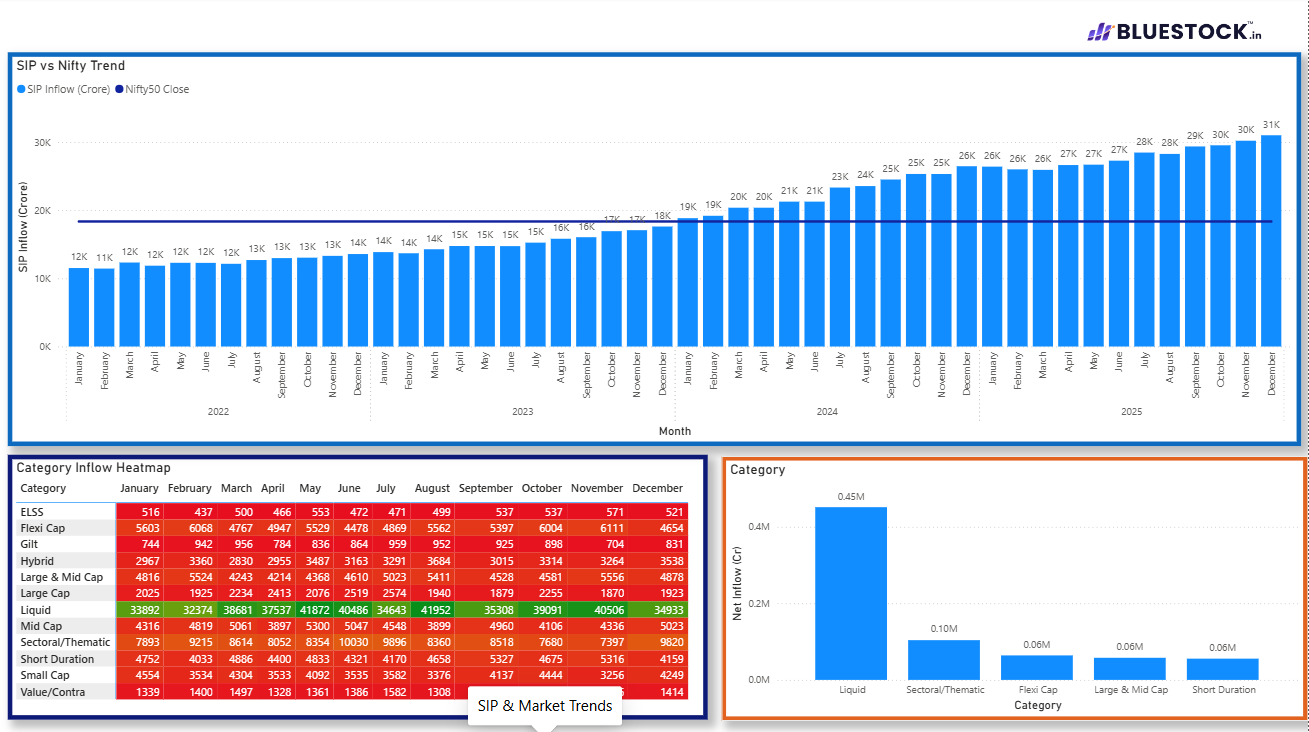 BLUESTOCK™.in
SIP vs Nifty Trend
SIP Inflow (Crore) Nifty50 Close
SIP Inflow (Crore)
30K
20K
10K
0K
12K 11K 12K 12K 12K 12K 12K 13K 13K 13K 13K 14K 14K 14K 14K 15K 15K 15K 15K 16K 16K 17K 17K 18K 19K 19K 20K 20K 21K 21K 23K 24K 25K 25K 25K 26K 26K 26K 26K 27K 27K 27K 28K 28K 29K 30K 30K 31K
January February March April May June July August September October November December January February March April May June July August September October November December January February March April May June July August September October November December January February March April May June July August September October November December
2022 2023 2024 2025
Month
Category Inflow Heatmap
Category January February March April May June July August September October November December
ELSS 516 437 500 466 553 472 471 499 537 537 571 521
Flexi Cap 5603 6068 4767 4947 5529 4478 4869 5562 5397 6004 6111 4654
Gilt 744 942 956 784 836 864 959 952 925 898 704 831
Hybrid 2967 3360 2830 2955 3487 3163 3291 3684 3015 3314 3264 3538
Large & Mid Cap 4816 5524 4243 4214 4368 4610 5023 5411 4528 4581 5556 4878
Large Cap 2025 1925 2234 2413 2076 2519 2574 1940 1879 2255 1870 1923
Liquid 33892 32374 38681 37537 41872 40486 34643 41952 35308 39091 40506 34933
Mid Cap 4316 4819 5061 3897 5300 5047 4548 3899 4960 4106 4336 5023
Sectoral/Thematic 7893 9215 8614 8052 8354 10030 9896 8360 8518 7680 7397 9820
Short Duration 4752 4033 4886 4400 4833 4321 4170 4658 5327 4675 5316 4159
Small Cap 4554 3534 4304 3533 4092 3535 3582 3376 4137 4444 3256 4249
Value/Contra 1339 1400 1497 1328 1361 1386 1582 1308 1414
SIP & Market Trends
Category
Net Inflow (Cr)
0.4M
0.2M
0.0M
0.45M 0.10M 0.06M 0.06M 0.06M
Liquid Sectoral/Thematic Flexi Cap Large & Mid Cap Short Duration
Category